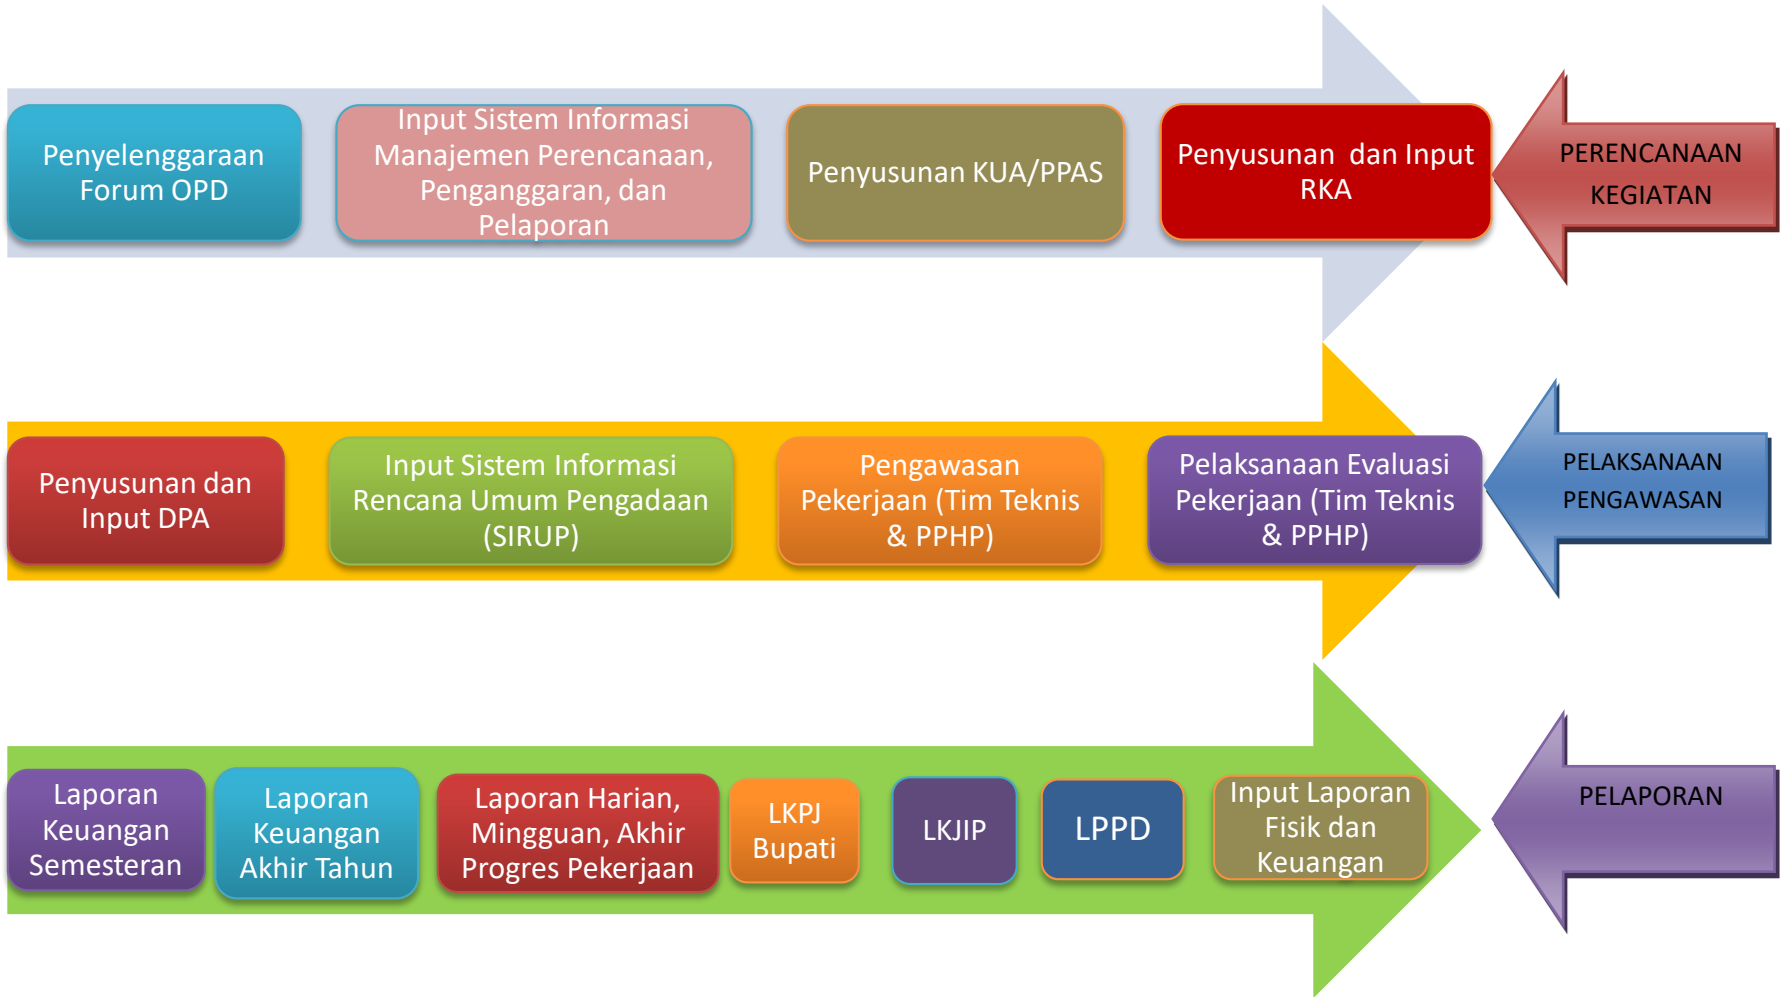 Penyelenggaraan
Forum OPD
Input Sistem Informasi
Manajemen Perencanaan,
Penganggaran, dan
Pelaporan
Penyusunan KUA/PPAS
Penyusunan dan Input
RKA
PERENCANAAN
KEGIATAN
Penyusunan dan
Input DPA
Input Sistem Informasi
Rencana Umum Pengadaan
(SIRUP)
Pengawasan
Pekerjaan (Tim Teknis
& PPHP)
Pelaksanaan Evaluasi
Pekerjaan (Tim Teknis
& PPHP)
PELAKSANAAN
PENGAWASAN
Laporan
Keuangan
Semesteran
Laporan
Keuangan
Akhir Tahun
Laporan Harian,
Mingguan, Akhir
Progres Pekerjaan
LKPJ
Bupati
LKJIP
LPPD
Input Laporan
Fisik dan
Keuangan
PELAPORAN